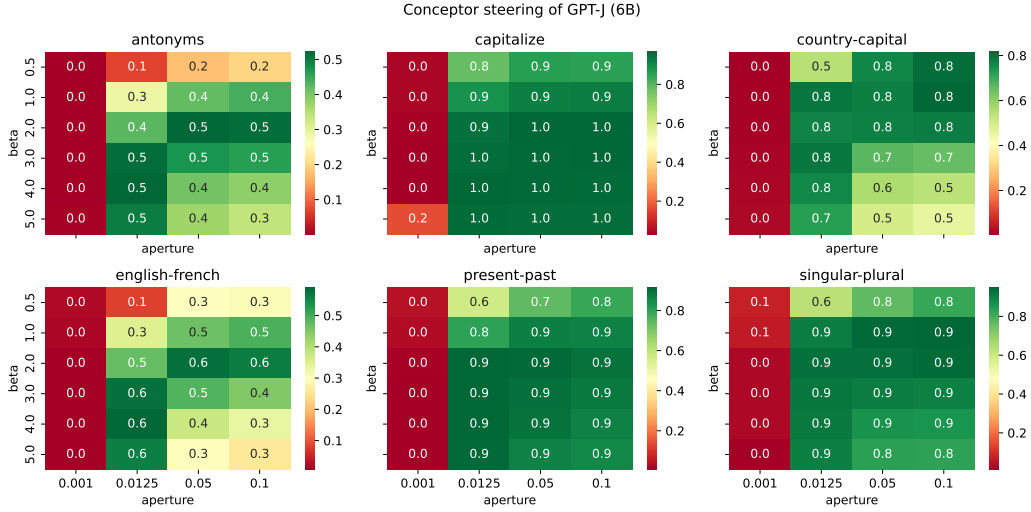 Conceptor steering of GPT-J (6B)
antonyms
beta
0.5 0.0 0.1 0.2 0.2
1.0 0.0 0.3 0.4 0.4
2.0 0.0 0.4 0.5 0.5
3.0 0.0 0.5 0.5 0.5
4.0 0.0 0.5 0.4 0.4
5.0 0.0 0.5 0.4 0.3
aperture
0.5
0.4
0.3
0.2
0.1
capitalize
0.0 0.8 0.9 0.9
0.0 0.9 0.9 0.9
0.0 0.9 1.0 1.0
0.0 1.0 1.0 1.0
0.0 1.0 1.0 1.0
0.2 1.0 1.0 1.0
aperture
0.8
0.6
0.4
0.2
country-capital
beta
0.0 0.5 0.8 0.8
0.0 0.8 0.8 0.8
0.0 0.8 0.8 0.8
0.0 0.8 0.7 0.7
0.0 0.8 0.6 0.5
0.0 0.7 0.5 0.5
aperture
0.8
0.6
0.4
0.2
english-french
beta
0.5 0.0 0.1 0.3 0.3
1.0 0.0 0.3 0.5 0.5
2.0 0.0 0.5 0.6 0.6
3.0 0.0 0.6 0.5 0.4
4.0 0.0 0.6 0.4 0.3
5.0 0.0 0.6 0.3 0.3
0.001 0.0125 0.05 0.1
aperture
0.5
0.4
0.3
0.2
0.1
present-past
beta
0.0 0.6 0.7 0.8
0.0 0.8 0.9 0.9
0.0 0.9 0.9 0.9
0.0 0.9 0.9 0.9
0.0 0.9 0.9 0.9
0.0 0.9 0.9 0.9
0.001 0.0125 0.05 0.1
aperture
0.8
0.6
0.4
0.2
singular-plural
beta
0.1 0.6 0.8 0.8
0.1 0.9 0.9 0.9
0.0 0.9 0.9 0.9
0.0 0.9 0.9 0.9
0.0 0.9 0.9 0.9
0.0 0.9 0.8 0.8
0.001 0.0125 0.05 0.1
aperture
0.8
0.6
0.4
0.2